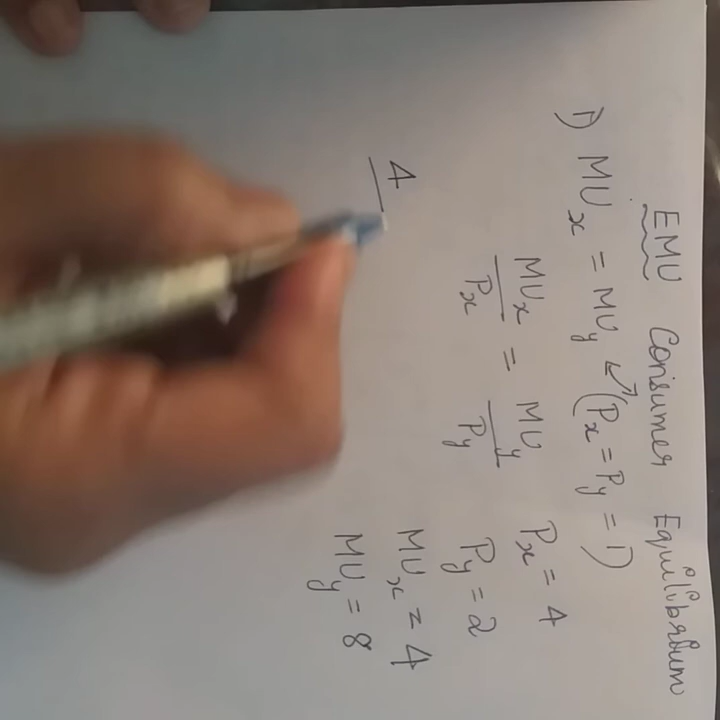 EMU Consumer Equilibrium
1) MUx = MUy ↔ (Px = Py = 1)
MUx/Px = MUy/Py
Px = 4
Py = 2
MUx = 4
MUy = 8
4